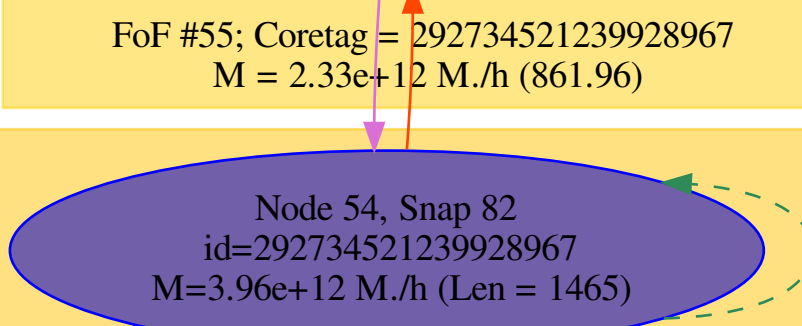 FoF #55; Coretag = 292734521239928967
M = 2.33e+12 M./h (861.96)
Node 54, Snap 82
id=292734521239928967
M=3.96e+12 M./h (Len = 1465)